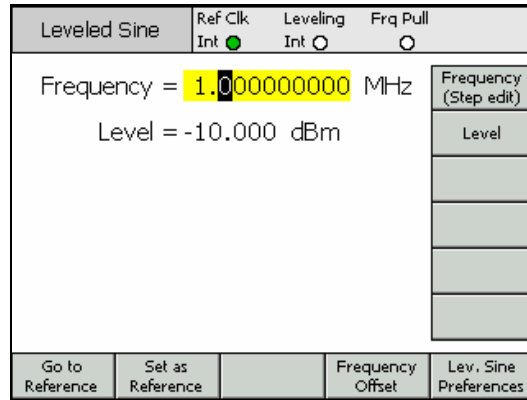 Leveled Sine
Ref Clk Leveling Frq Pull
Int Int
Frequency = 1.000000000 MHz
Level = -10.000 dBm
Frequency
(Step edit)
Level
Go to
Reference
Set as
Reference
Frequency
Offset
Lev. Sine
Preferences